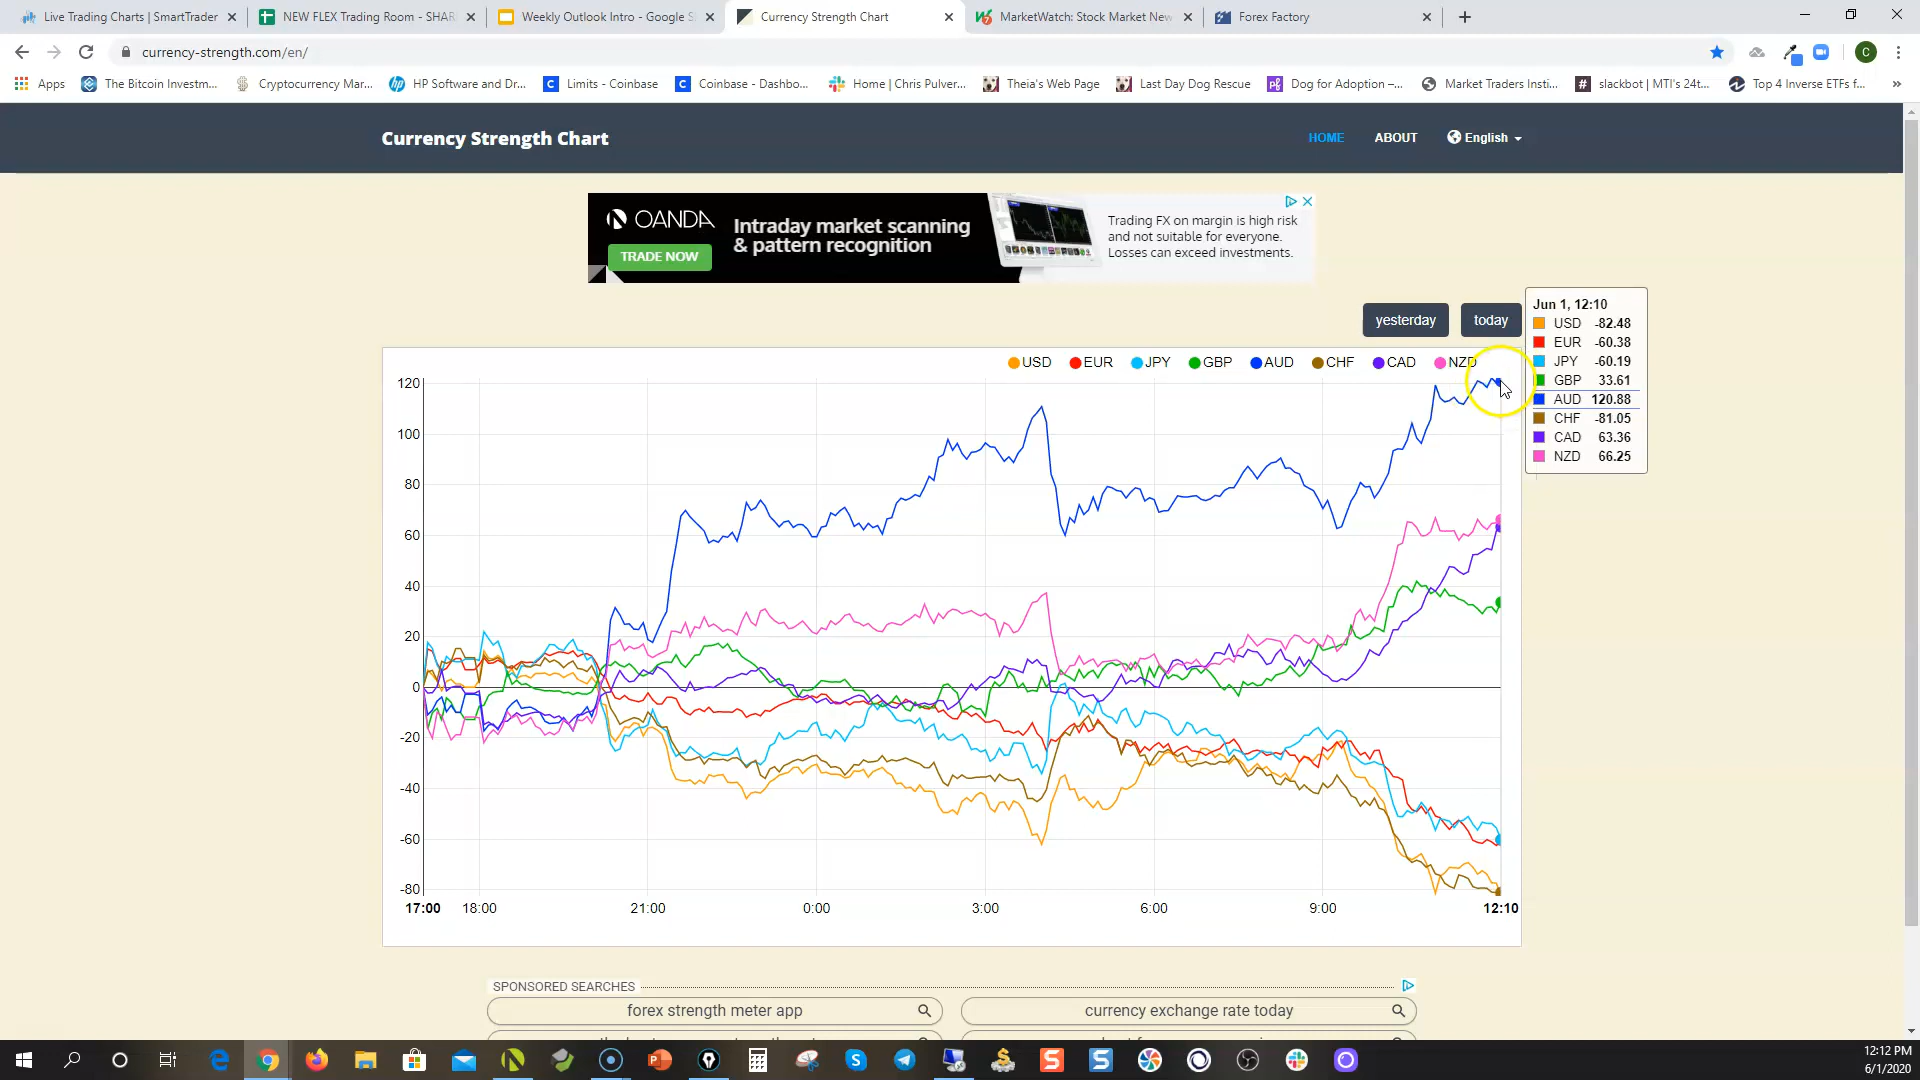 Live Trading Charts | SmartTrader
NEW FLEX Trading Room - SHAR
Weekly Outlook Intro - Google S
Currency Strength Chart
MarketWatch: Stock Market New
Forex Factory
currency-strength.com/en/
C
Apps
The Bitcoin Investm...
Cryptocurrency Mar...
HP Software and Dr...
Limits - Coinbase
Coinbase - Dashbo...
Home | Chris Pulver...
Theia's Web Page
Last Day Dog Rescue
Dog for Adoption –...
Market Traders Insti...
slackbot | MTI's 24t...
Top 4 Inverse ETFs f...
Currency Strength Chart
HOME
ABOUT
English
OANDA
TRADE NOW
Intraday market scanning
& pattern recognition
Trading FX on margin is high risk
and not suitable for everyone.
Losses can exceed investments.
yesterday
today
Jun 1, 12:10
USD -82.48
EUR -60.38
JPY -60.19
GBP 33.61
AUD 120.88
CHF -81.05
CAD 63.36
NZD 66.25
USD EUR JPY GBP AUD CHF CAD NZD
120
100
80
60
40
20
0
-20
-40
-60
-80
17:00 18:00 21:00 0:00 3:00 6:00 9:00 12:10
SPONSORED SEARCHES
forex strength meter app
currency exchange rate today
12:12 PM
6/1/2020